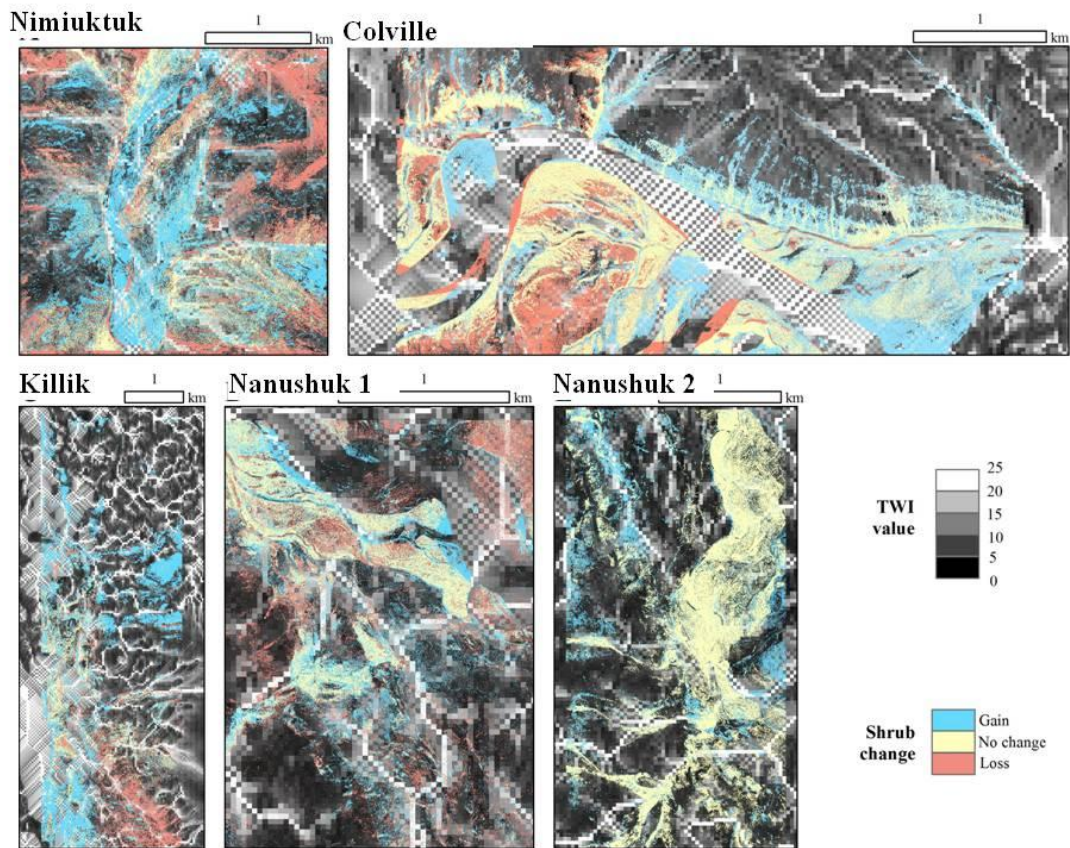 Nimiuktuk
1
km
Colville
1
km
Killik
1
km
Nanushuk 1
1
km
Nanushuk 2
1
km
TWI
value
25
20
15
10
5
0
Shrub
change
Gain
No change
Loss